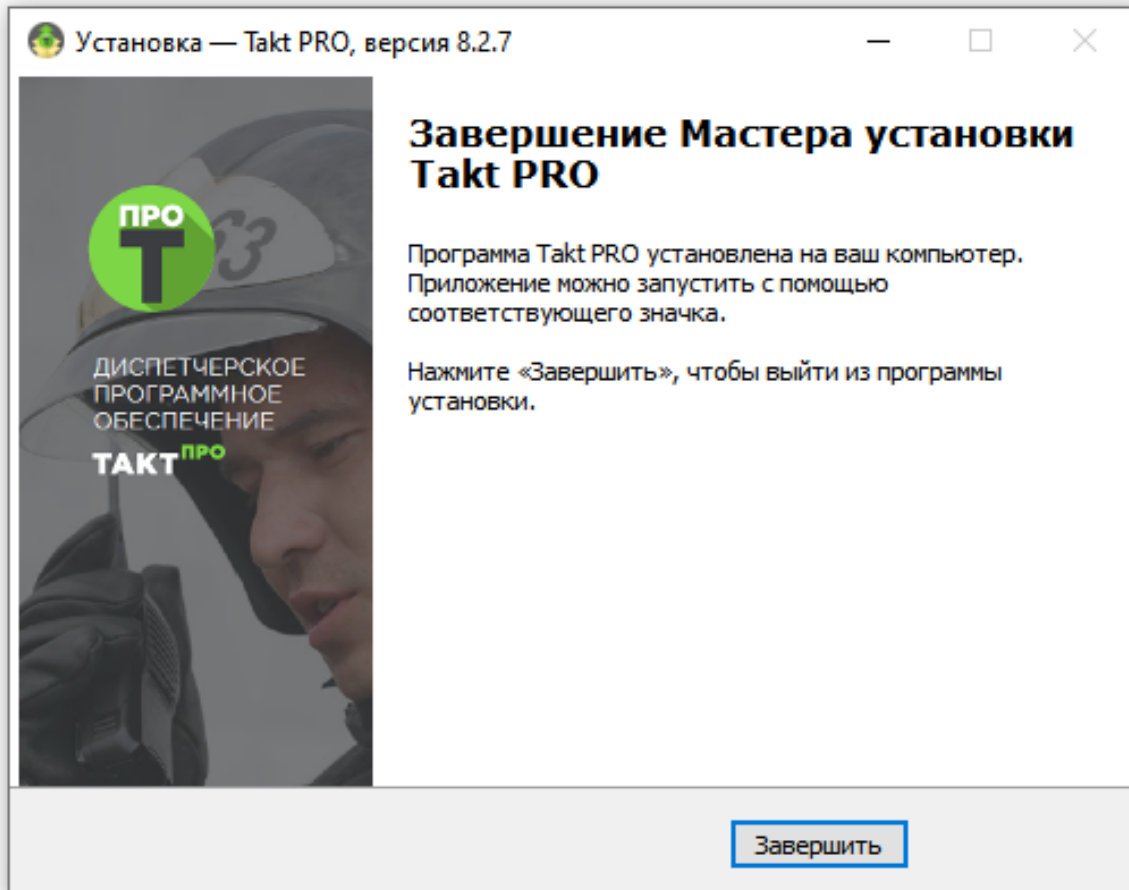 Установка — Takt PRO, версия 8.2.7
ПРО
Т
63
ДИСПЕТЧЕРСКОЕ
ПРОГРАММНОЕ
ОБЕСПЕЧЕНИЕ
ТАКТ ПРО
Завершение Мастера установки
Takt PRO
Программа Takt PRO установлена на ваш компьютер.
Приложение можно запустить с помощью
соответствующего значка.
Нажмите «Завершить», чтобы выйти из программы
установки.
Завершить